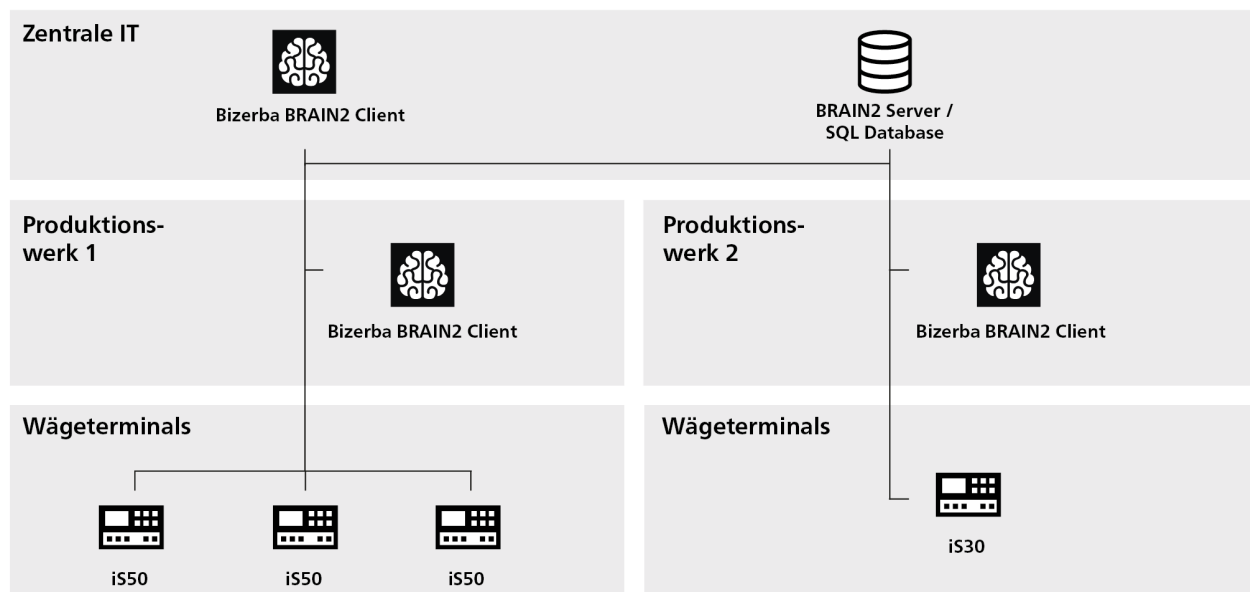 Zentrale IT
Bizerba BRAIN2 Client
BRAIN2 Server /
SQL Database
Produktions-
werk 1
Bizerba BRAIN2 Client
Produktions-
werk 2
Bizerba BRAIN2 Client
Wägeterminals
iS50
iS50
iS50
Wägeterminals
iS30